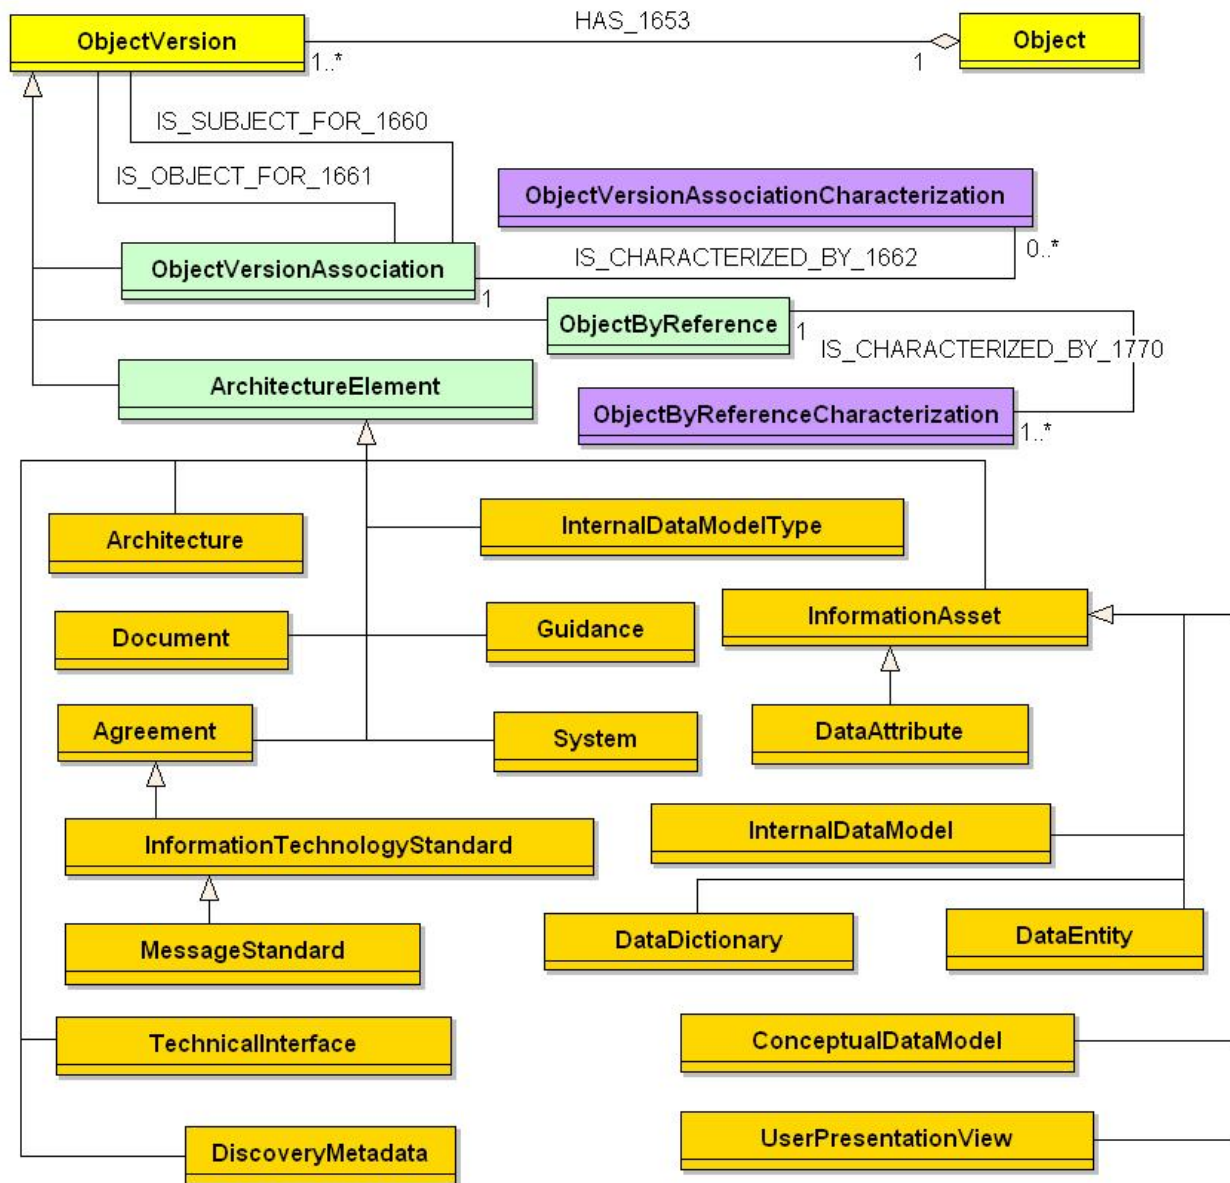 HAS_1653
ObjectVersion
Object
1..*
1
IS_SUBJECT_FOR_1660
IS_OBJECT_FOR_1661
ObjectVersionAssociationCharacterization
0..*
IS_CHARACTERIZED_BY_1662
ObjectVersionAssociation
1
ObjectByReference
1
IS_CHARACTERIZED_BY_1770
ArchitectureElement
ObjectByReferenceCharacterization
1..*
InternalDataModelType
Architecture
InformationAsset
Document
Guidance
Agreement
System
DataAttribute
InternalDataModel
InformationTechnologyStandard
DataDictionary
DataEntity
MessageStandard
TechnicalInterface
ConceptualDataModel
UserPresentationView
DiscoveryMetadata